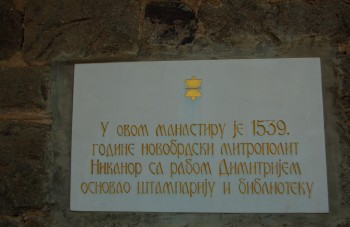 У овом манастиру је 1539.
године новобрдски митрополит
Никанор са рабом Димитријем
основао штампарију и библиотеку